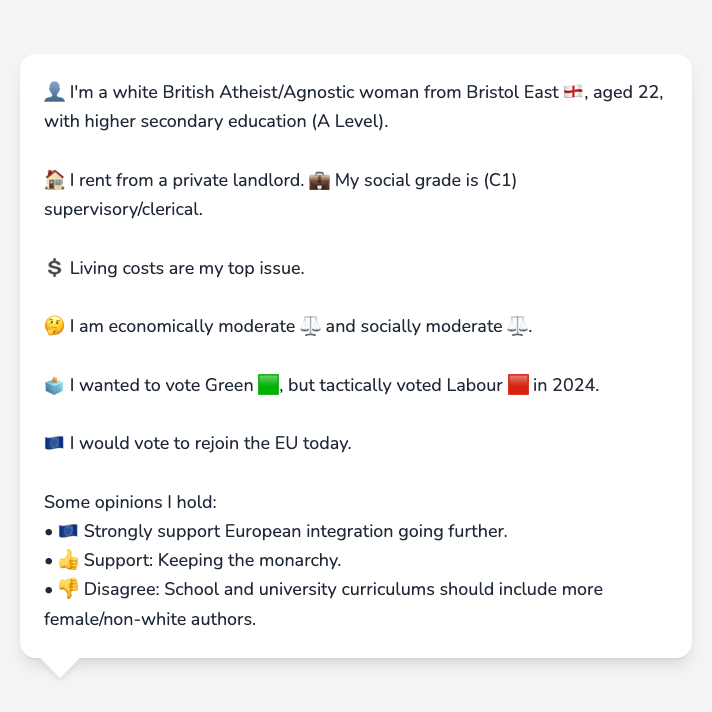 👤 I'm a white British Atheist/Agnostic woman from Bristol East 🏴󠁧󠁢󠁥󠁮󠁧󠁿, aged 22,
with higher secondary education (A Level).
🏠 I rent from a private landlord. 💼 My social grade is (C1)
supervisory/clerical.
💲 Living costs are my top issue.
🤔 I am economically moderate ⚖️ and socially moderate ⚖️.
🗳️ I wanted to vote Green 🟩, but tactically voted Labour 🟥 in 2024.
🇪🇺 I would vote to rejoin the EU today.
Some opinions I hold:
• 🇪🇺 Strongly support European integration going further.
• 👍 Support: Keeping the monarchy.
• 👎 Disagree: School and university curriculums should include more
female/non-white authors.